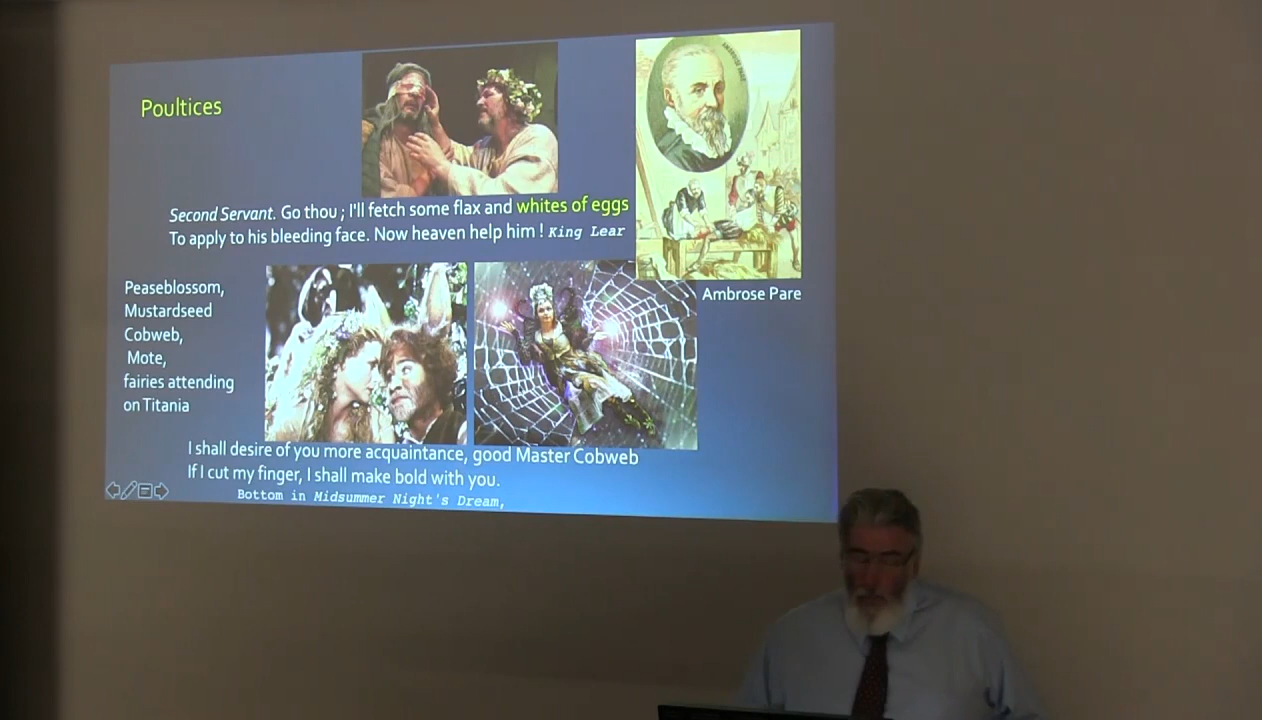 Poultices
Second Servant. Go thou ; I'll fetch some flax and whites of eggs
To apply to his bleeding face. Now heaven help him ! King Lear
Ambrose Pare
Peaseblossom,
Mustardseed
Cobweb,
Mote,
fairies attending
on Titania
I shall desire of you more acquaintance, good Master Cobweb
If I cut my finger, I shall make bold with you.
Bottom in Midsummer Night's Dream,